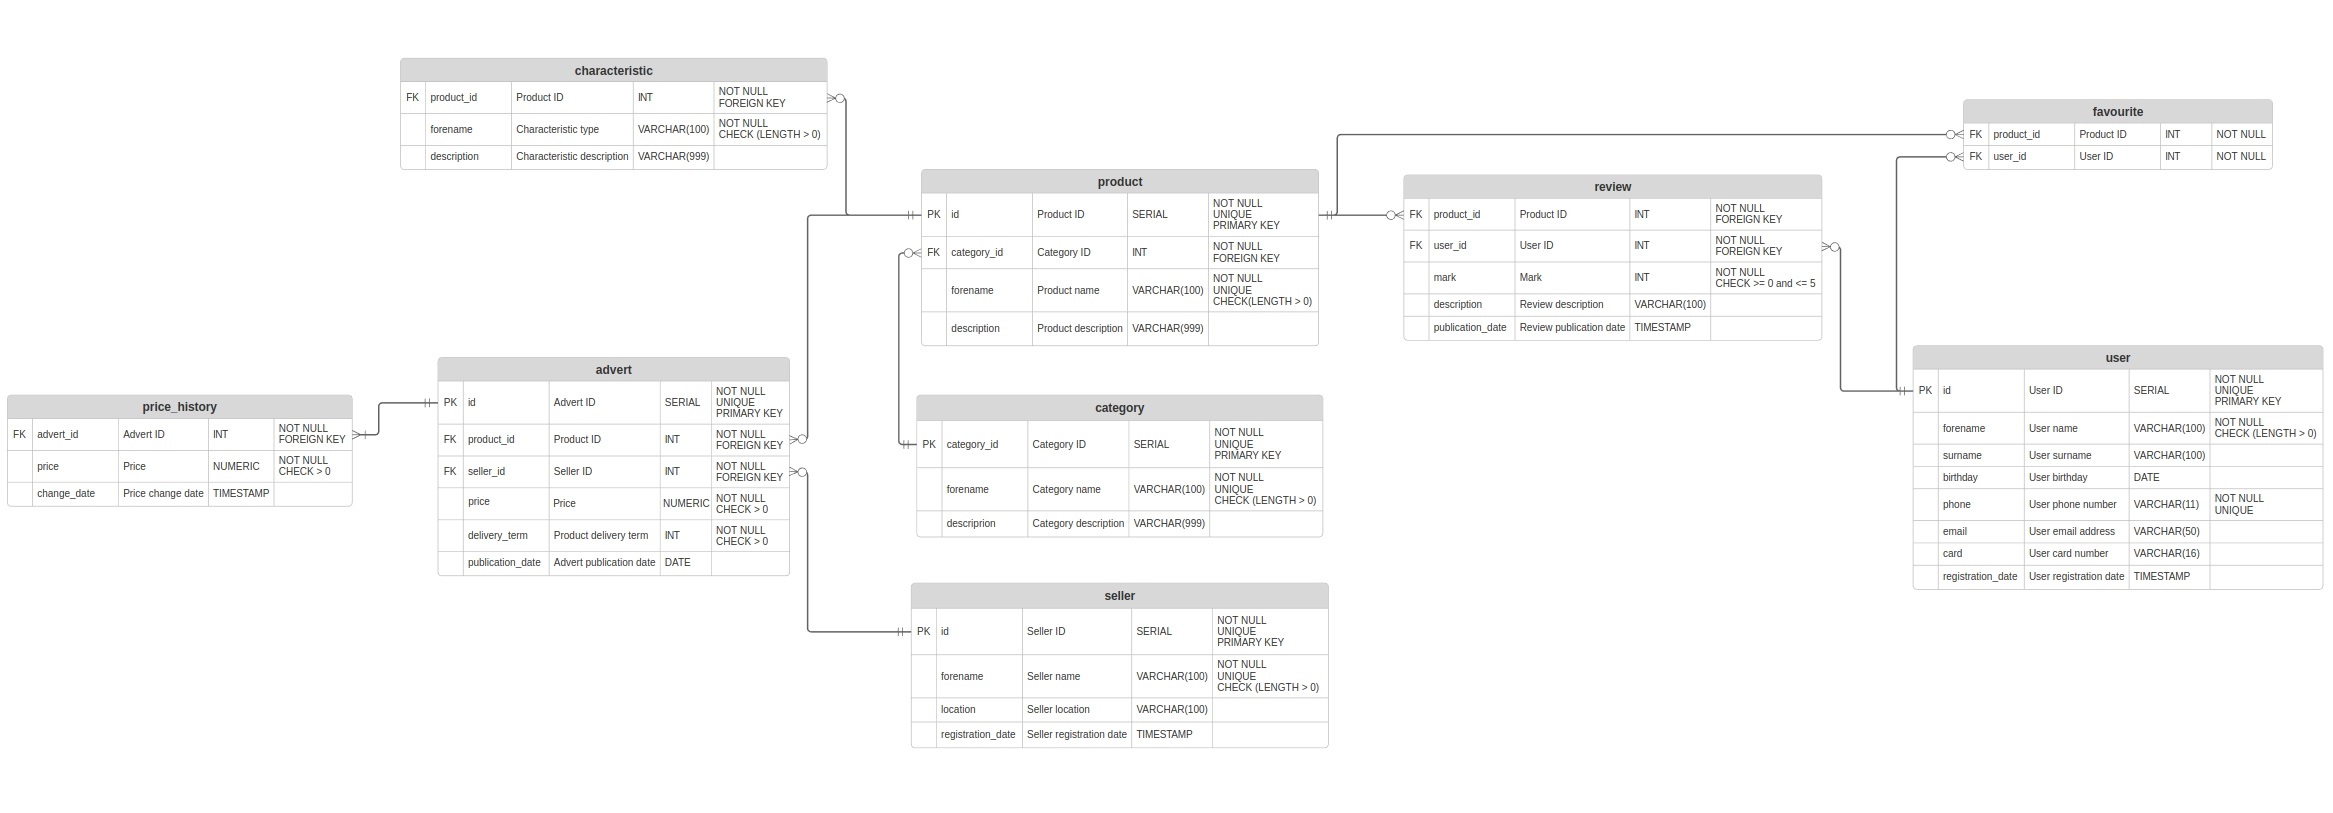 characteristic
FK product_id Product ID INT NOT NULL
FOREIGN KEY
forename Characteristic type VARCHAR(100) NOT NULL
CHECK (LENGTH > 0)
description Characteristic description VARCHAR(999)
favourite
FK product_id Product ID INT NOT NULL
FK user_id User ID INT NOT NULL
product
PK id Product ID SERIAL NOT NULL
UNIQUE
PRIMARY KEY
FK category_id Category ID INT NOT NULL
FOREIGN KEY
forename Product name VARCHAR(100) NOT NULL
UNIQUE
CHECK(LENGTH > 0)
description Product description VARCHAR(999)
review
FK product_id Product ID INT NOT NULL
FOREIGN KEY
FK user_id User ID INT NOT NULL
FOREIGN KEY
mark Mark INT NOT NULL
CHECK >= 0 and <= 5
description Review description VARCHAR(100)
publication_date Review publication date TIMESTAMP
user
PK id User ID SERIAL NOT NULL
UNIQUE
PRIMARY KEY
forename User name VARCHAR(100) NOT NULL
CHECK (LENGTH > 0)
surname User surname VARCHAR(100)
birthday User birthday DATE
phone User phone number VARCHAR(11) NOT NULL
UNIQUE
email User email address VARCHAR(50)
card User card number VARCHAR(16)
registration_date User registration date TIMESTAMP
advert
PK id Advert ID SERIAL NOT NULL
UNIQUE
PRIMARY KEY
FK product_id Product ID INT NOT NULL
FOREIGN KEY
FK seller_id Seller ID INT NOT NULL
FOREIGN KEY
price Price NUMERIC NOT NULL
CHECK > 0
delivery_term Product delivery term INT NOT NULL
CHECK > 0
publication_date Advert publication date DATE
price_history
FK advert_id Advert ID INT NOT NULL
FOREIGN KEY
price Price NUMERIC NOT NULL
CHECK > 0
change_date Price change date TIMESTAMP
category
PK category_id Category ID SERIAL NOT NULL
UNIQUE
PRIMARY KEY
forename Category name VARCHAR(100) NOT NULL
UNIQUE
CHECK (LENGTH > 0)
descriprion Category description VARCHAR(999)
seller
PK id Seller ID SERIAL NOT NULL
UNIQUE
PRIMARY KEY
forename Seller name VARCHAR(100) NOT NULL
UNIQUE
CHECK (LENGTH > 0)
location Seller location VARCHAR(100)
registration_date Seller registration date TIMESTAMP